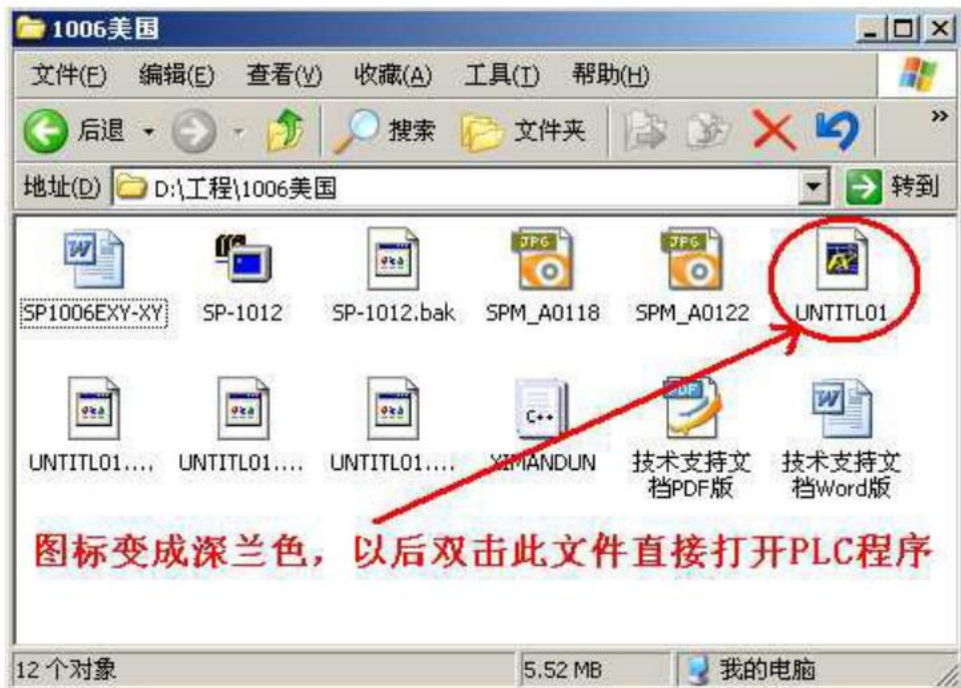 1006美国
文件(F) 编辑(E) 查看(V) 收藏(A) 工具(T) 帮助(H)
后退 搜索 文件夹 »
地址(D) D:\工程\1006美国 转到
SP1006EXY-XY SP-1012 SP-1012.bak SPM_A0118 SPM_A0122 UNTITL01
UNTITL01.... UNTITL01.... UNTITL01.... XIMANDUN 技术支持文 技术支持文
档PDF版 档Word版
图标变成深兰色，以后双击此文件直接打开PLC程序
12 个对象 5.52 MB 我的电脑